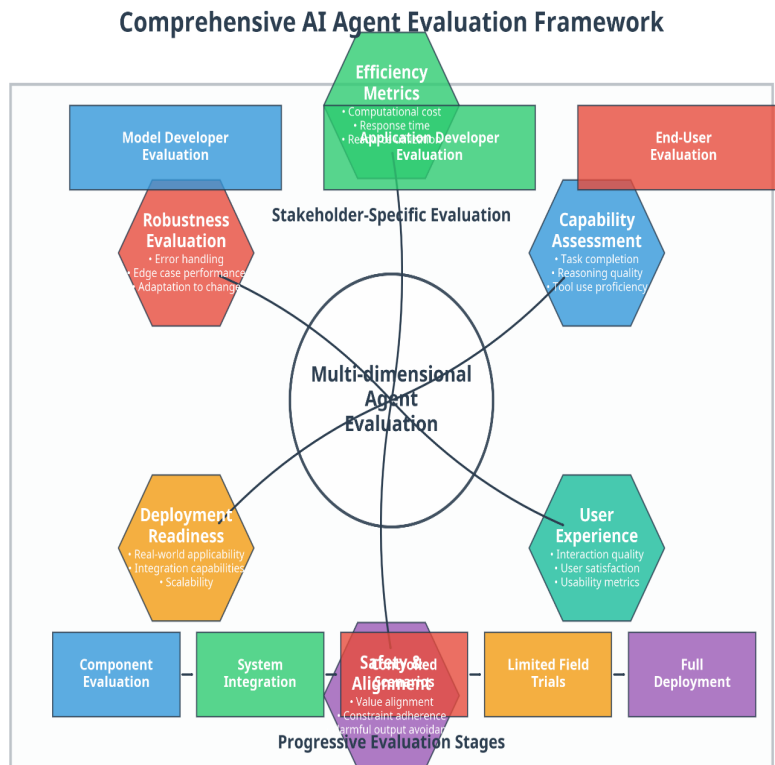 Comprehensive AI Agent Evaluation Framework
Efficiency
Metrics
• Computational cost
• Response time
Model Developer
Evaluation
Application Developer
Evaluation
End-User
Evaluation
Stakeholder-Specific Evaluation
Robustness
Evaluation
• Error handling
• Edge case performance
• Adaptation to change
Capability
Assessment
• Task completion
• Reasoning quality
• Tool use proficiency
Multi-dimensional
Agent
Evaluation
Deployment
Readiness
• Real-world applicability
• Integration capabilities
• Scalability
User
Experience
• Interaction quality
• User satisfaction
• Usability metrics
Component
Evaluation
System
Integration
Safety &
Alignment
• Value alignment
• Constraint adherence
Limited Field
Trials
Full
Deployment
Progressive Evaluation Stages